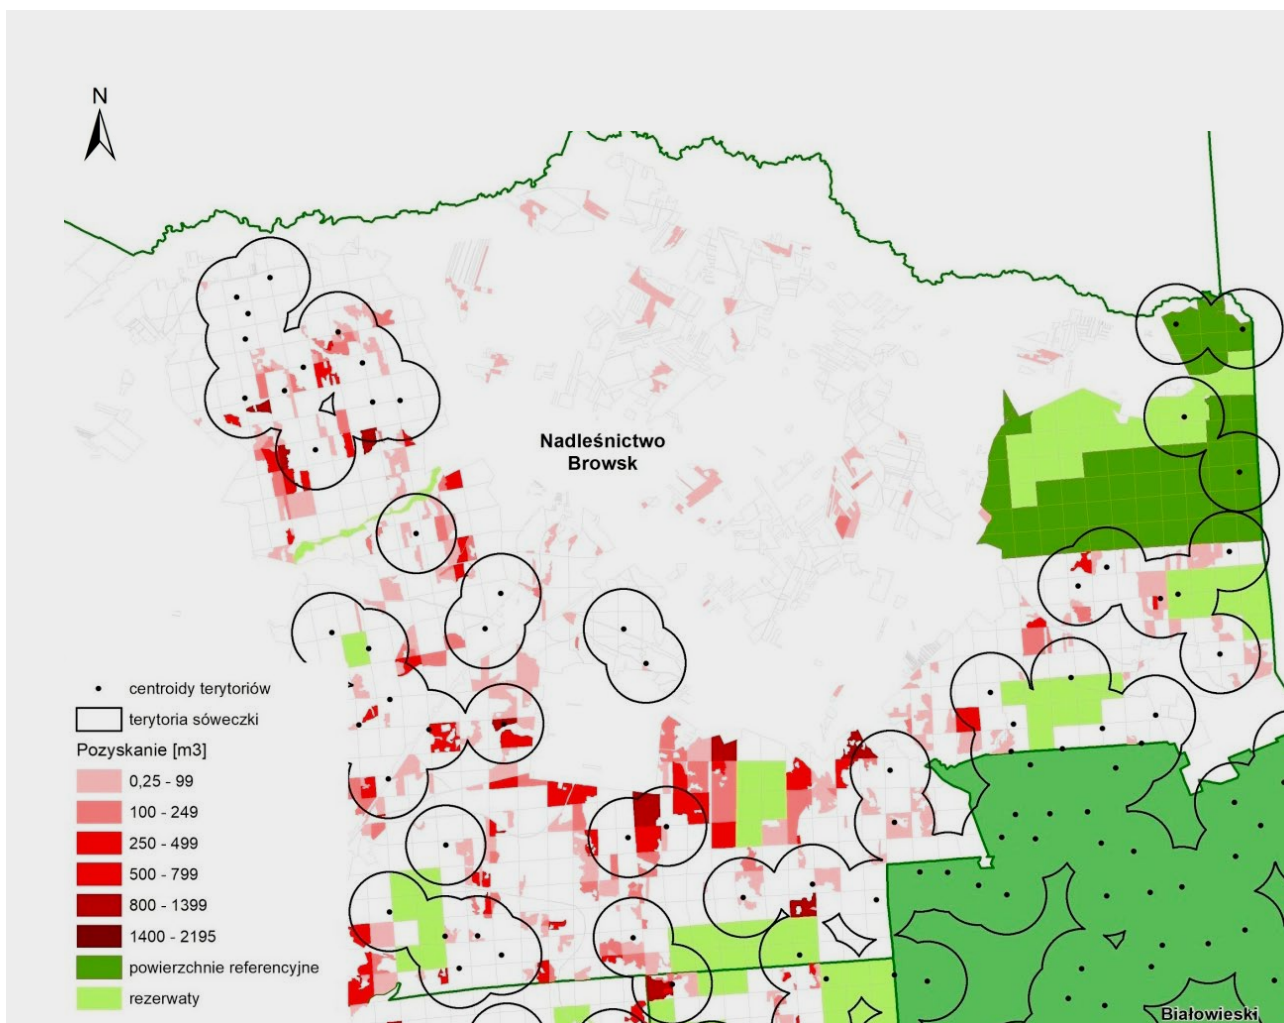 N
Nadleśnictwo
Browsk
centroidy terytoriów
terytoria sóweczki
Pozyskanie [m3]
0,25 - 99
100 - 249
250 - 499
500 - 799
800 - 1399
1400 - 2195
powierzchnie referencyjne
rezerwaty
Białowieski